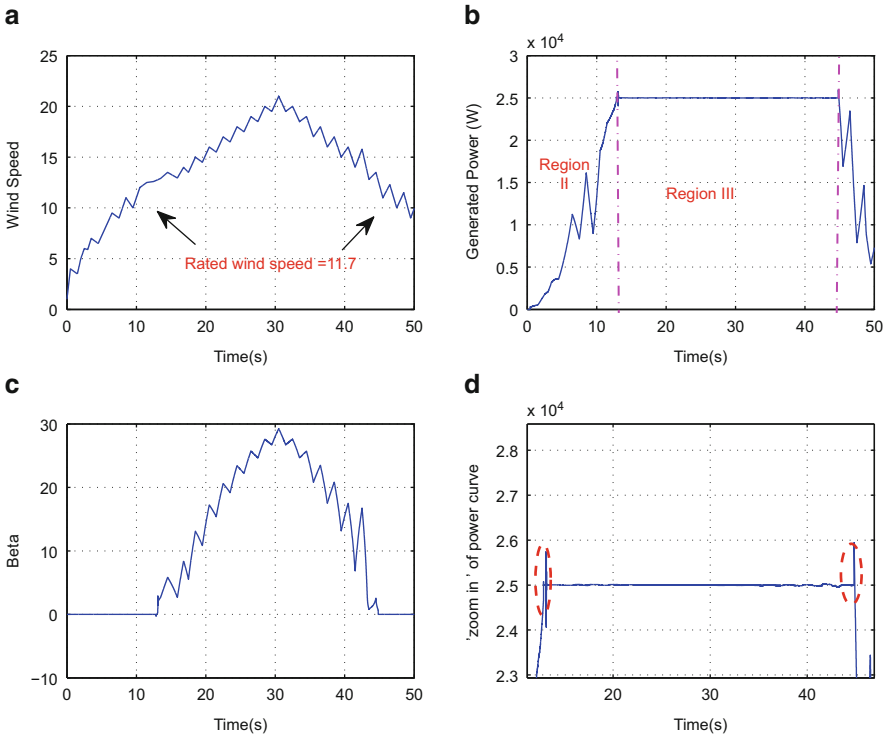 a
25
20
15
10
5
0
Wind Speed
Rated wind speed =11.7
0 10 20 30 40 50
Time(s)
b
x 10⁴
3
2.5
2
1.5
1
0.5
0
Generated Power (W)
Region
II
Region III
0 10 20 30 40 50
Time(s)
c
30
20
10
0
−10
Beta
0 10 20 30 40 50
Time(s)
d
x 10⁴
2.8
2.7
2.6
2.5
2.4
2.3
'zoom in ' of power curve
20 30 40
Time(s)